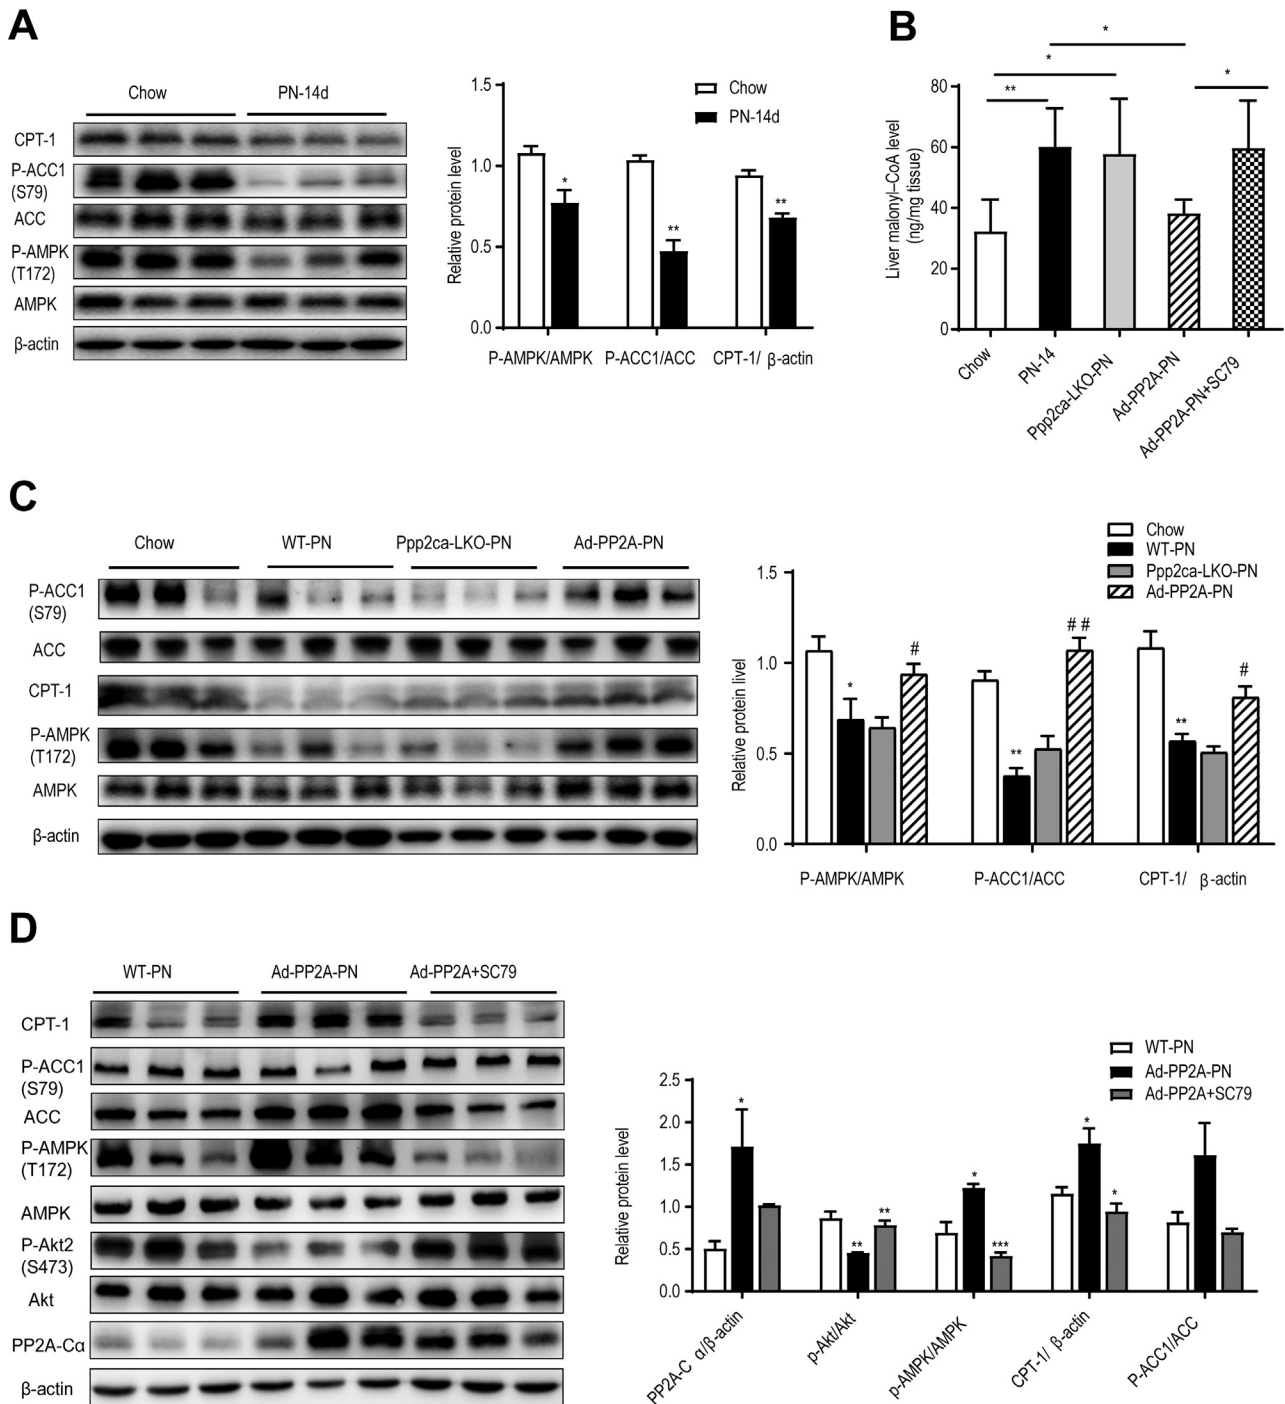 A
Chow PN-14d
CPT-1
P-ACC1
(S79)
ACC
P-AMPK
(T172)
AMPK
β-actin
Relative protein level
1.5
1.0
0.5
0.0
Chow
PN-14d
*
**
**
P-AMPK/AMPK P-ACC1/ACC CPT-1/ β-actin
B
Liver malonyl–CoA level
(ng/mg tissue)
80
60
40
20
0
*
*
**
*
Chow
PN-14
Ppp2ca-LKO-PN
Ad-PP2A-PN
Ad-PP2A-PN+SC79
C
Chow WT-PN Ppp2ca-LKO-PN Ad-PP2A-PN
P-ACC1
(S79)
ACC
CPT-1
P-AMPK
(T172)
AMPK
β-actin
Relative protein livel
1.5
1.0
0.5
0.0
Chow
WT-PN
Ppp2ca-LKO-PN
Ad-PP2A-PN
*
#
**
##
**
#
P-AMPK/AMPK P-ACC1/ACC CPT-1/ β-actin
D
WT-PN Ad-PP2A-PN Ad-PP2A+SC79
CPT-1
P-ACC1
(S79)
ACC
P-AMPK
(T172)
AMPK
P-Akt2
(S473)
Akt
PP2A-Cα
β-actin
Relative protein level
2.5
2.0
1.5
1.0
0.5
0.0
WT-PN
Ad-PP2A-PN
Ad-PP2A+SC79
*
**
**
*
***
*
*
PP2A-C α/β-actin
p-Akt/Akt
p-AMPK/AMPK
CPT-1/ β-actin
P-ACC1/ACC